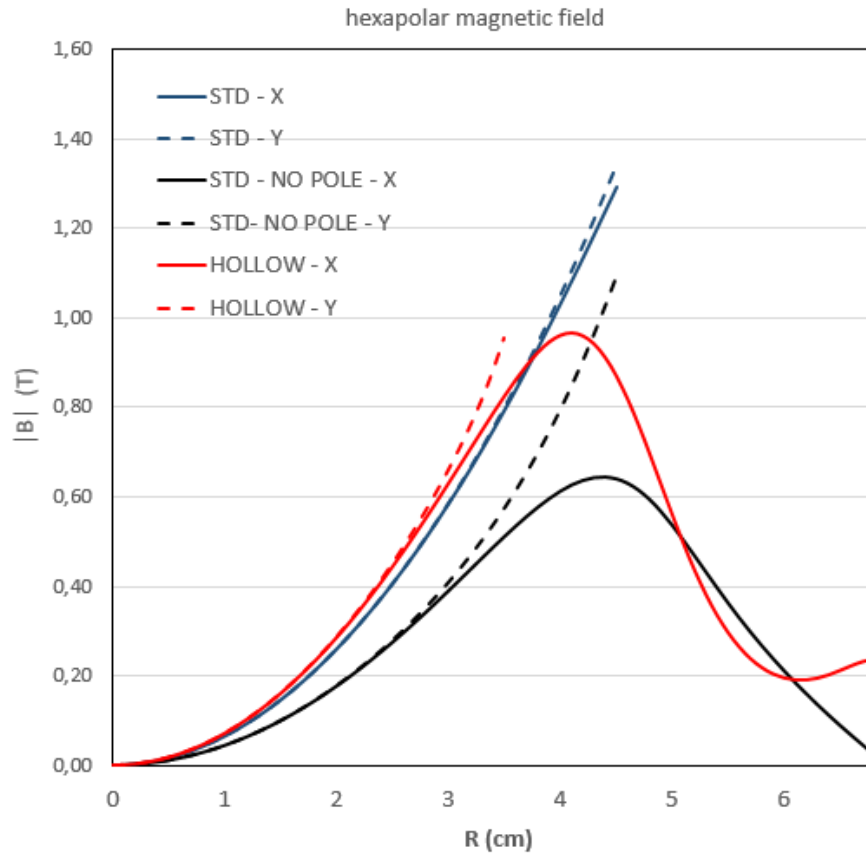 hexapolar magnetic field
1,60
1,40
1,20
1,00
0,80
0,60
0,40
0,20
0,00
|B| (T)
STD - X
STD - Y
STD - NO POLE - X
STD- NO POLE - Y
HOLLOW - X
HOLLOW - Y
0 1 2 3 4 5 6
R (cm)